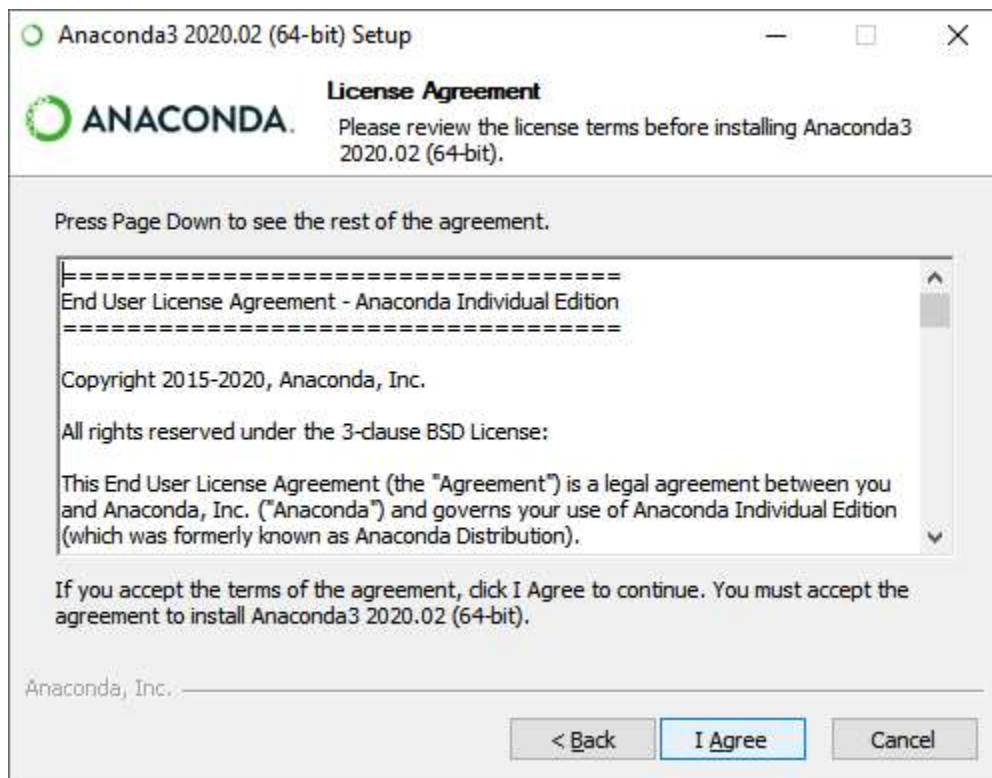 Anaconda3 2020.02 (64-bit) Setup
ANACONDA.
License Agreement
Please review the license terms before installing Anaconda3
2020.02 (64-bit).
Press Page Down to see the rest of the agreement.
===================================
End User License Agreement - Anaconda Individual Edition
===================================
Copyright 2015-2020, Anaconda, Inc.
All rights reserved under the 3-clause BSD License:
This End User License Agreement (the "Agreement") is a legal agreement between you
and Anaconda, Inc. ("Anaconda") and governs your use of Anaconda Individual Edition
(which was formerly known as Anaconda Distribution).
If you accept the terms of the agreement, click I Agree to continue. You must accept the
agreement to install Anaconda3 2020.02 (64-bit).
Anaconda, Inc.
< Back
I Agree
Cancel